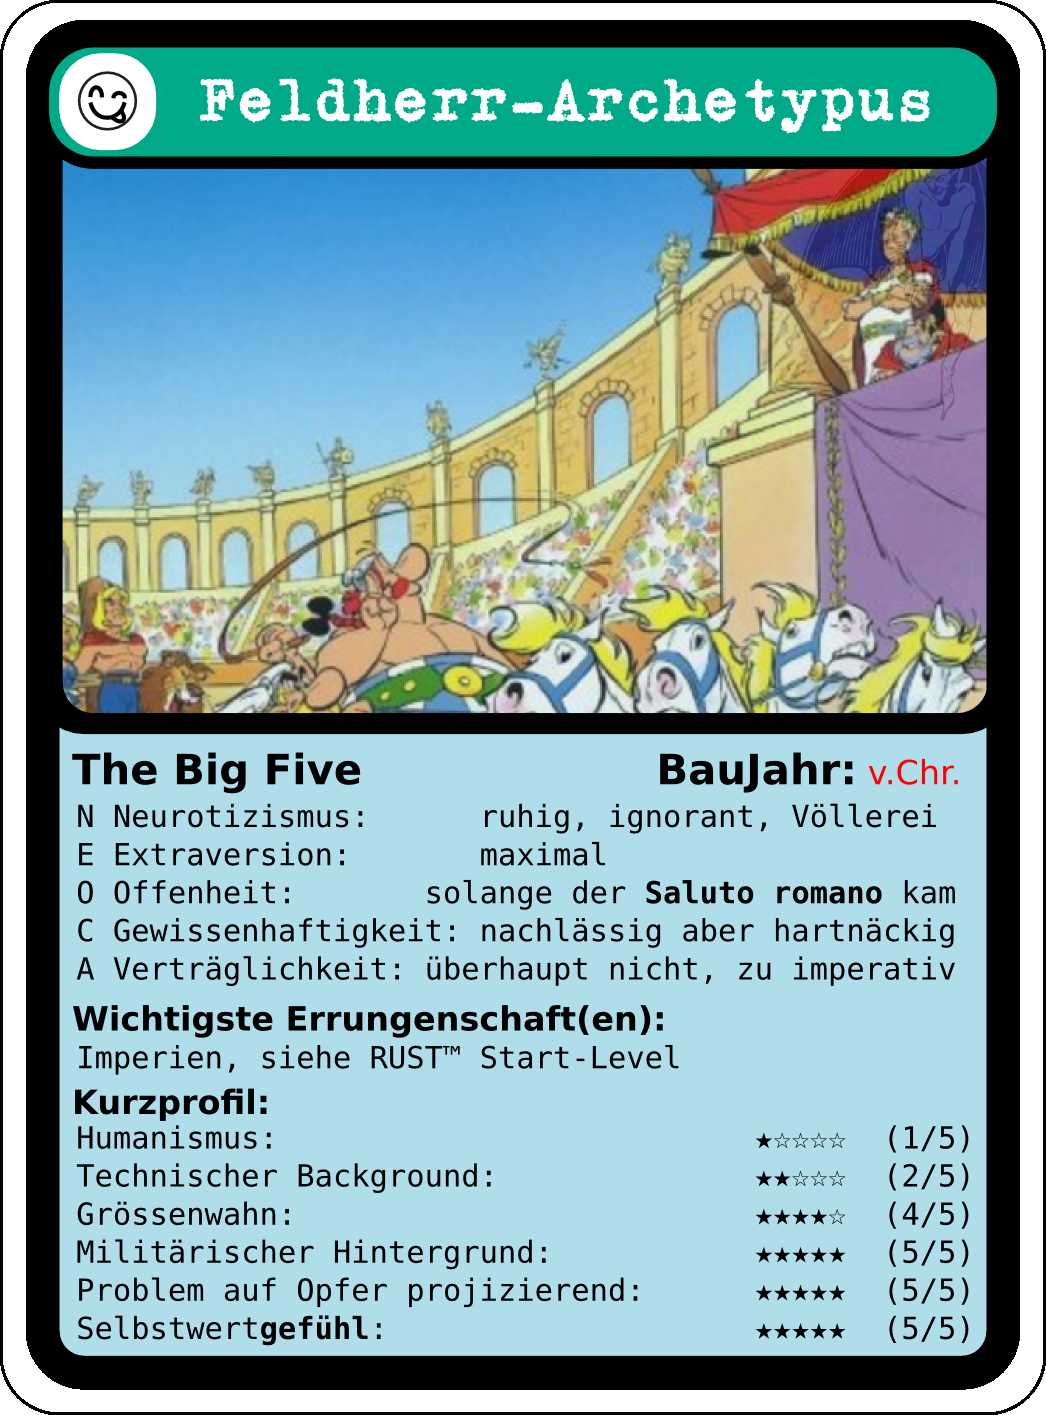 Feldherr-Archetypus
The Big Five BauJahr: v.Chr.
N Neurotizismus: ruhig, ignorant, Völlerei
E Extraversion: maximal
O Offenheit: solange der Saluto romano kam
C Gewissenhaftigkeit: nachlässig aber hartnäckig
A Verträglichkeit: überhaupt nicht, zu imperativ
Wichtigste Errungenschaft(en):
Imperien, siehe RUST™ Start-Level
Kurzprofil:
Humanismus: ★☆☆☆☆ (1/5)
Technischer Background: ★★☆☆☆ (2/5)
Grössenwahn: ★★★★☆ (4/5)
Militärischer Hintergrund: ★★★★★ (5/5)
Problem auf Opfer projizierend: ★★★★★ (5/5)
Selbstwertgefühl: ★★★★★ (5/5)